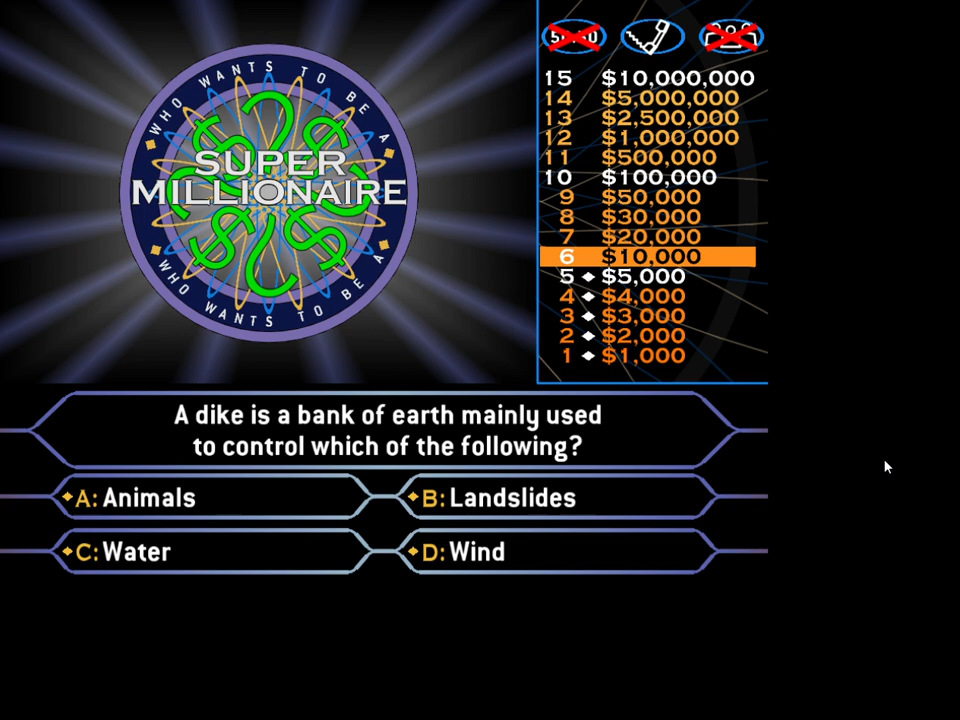 WHO WANTS TO BE A
SUPER
MILLIONAIRE
WHO WANTS TO BE A
50:50
15 $10,000,000
14 $5,000,000
13 $2,500,000
12 $1,000,000
11 $500,000
10 $100,000
9 $50,000
8 $30,000
7 $20,000
6 $10,000
5 ♦ $5,000
4 ♦ $4,000
3 ♦ $3,000
2 ♦ $2,000
1 ♦ $1,000
A dike is a bank of earth mainly used
to control which of the following?
A: Animals
B: Landslides
C: Water
D: Wind